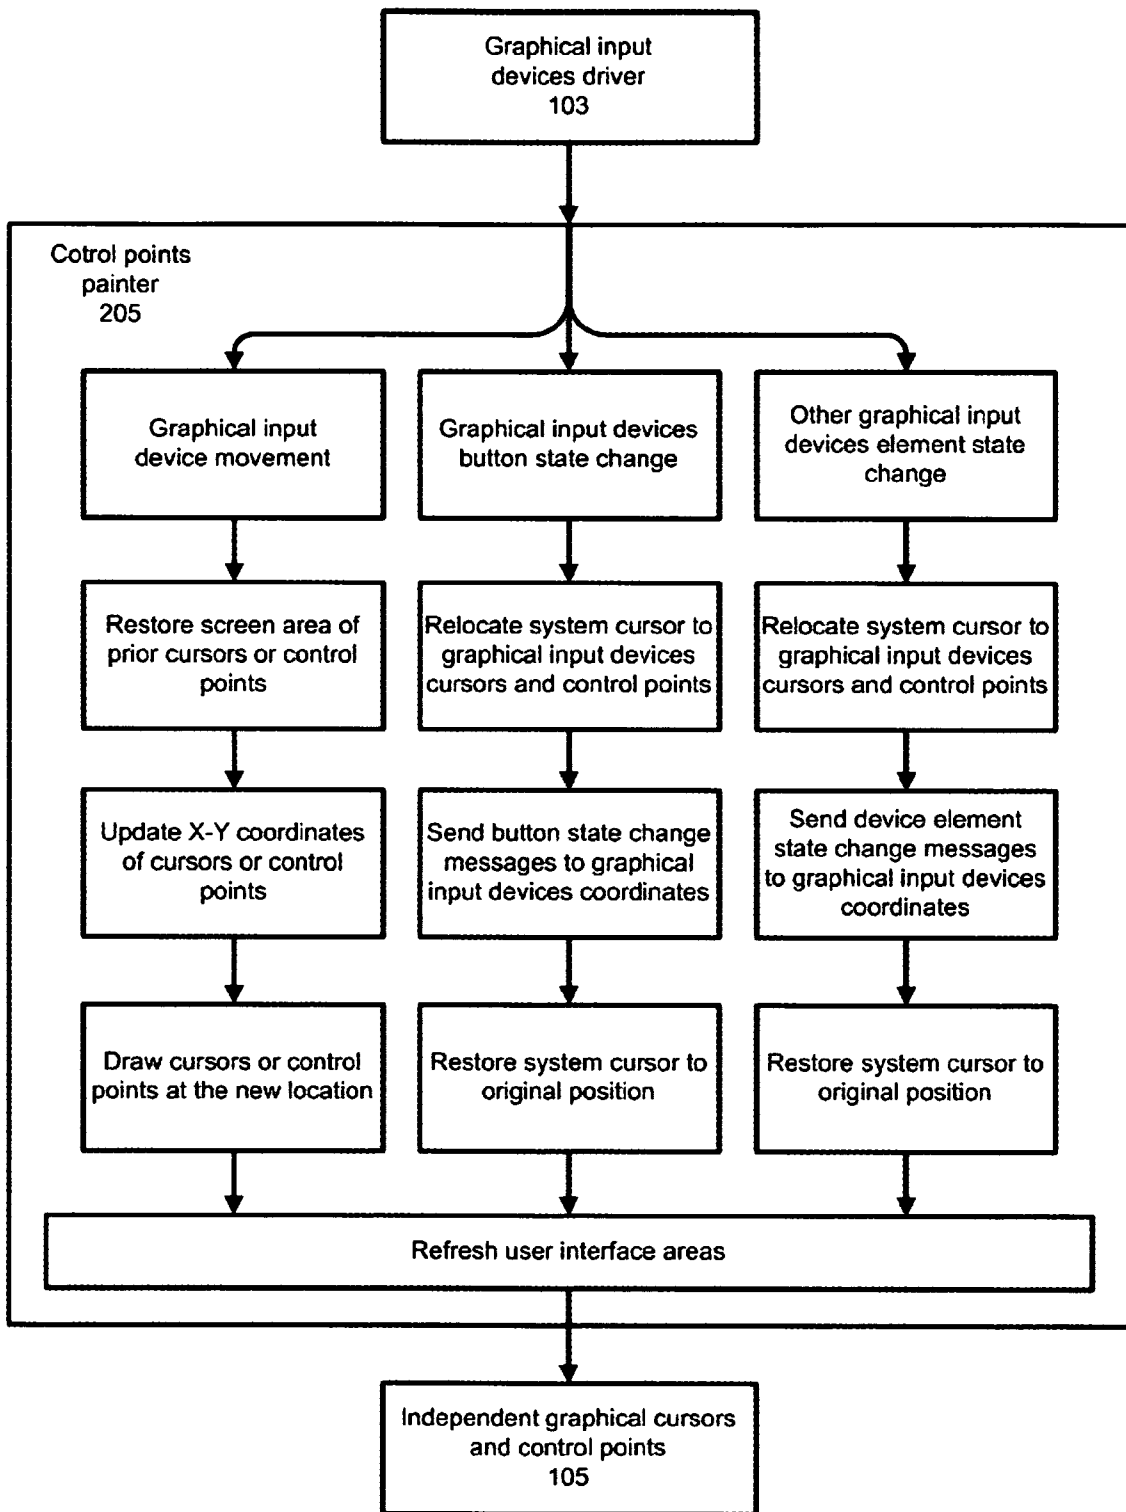 Graphical input
devices driver
103
Cotrol points
painter
205
Graphical input
device movement
Graphical input devices
button state change
Other graphical input
devices element state
change
Restore screen area of
prior cursors or control
points
Relocate system cursor to
graphical input devices
cursors and control points
Relocate system cursor to
graphical input devices
cursors and control points
Update X-Y coordinates
of cursors or control
points
Send button state change
messages to graphical
input devices coordinates
Send device element
state change messages
to graphical input devices
coordinates
Draw cursors or control
points at the new location
Restore system cursor to
original position
Restore system cursor to
original position
Refresh user interface areas
Independent graphical cursors
and control points
105